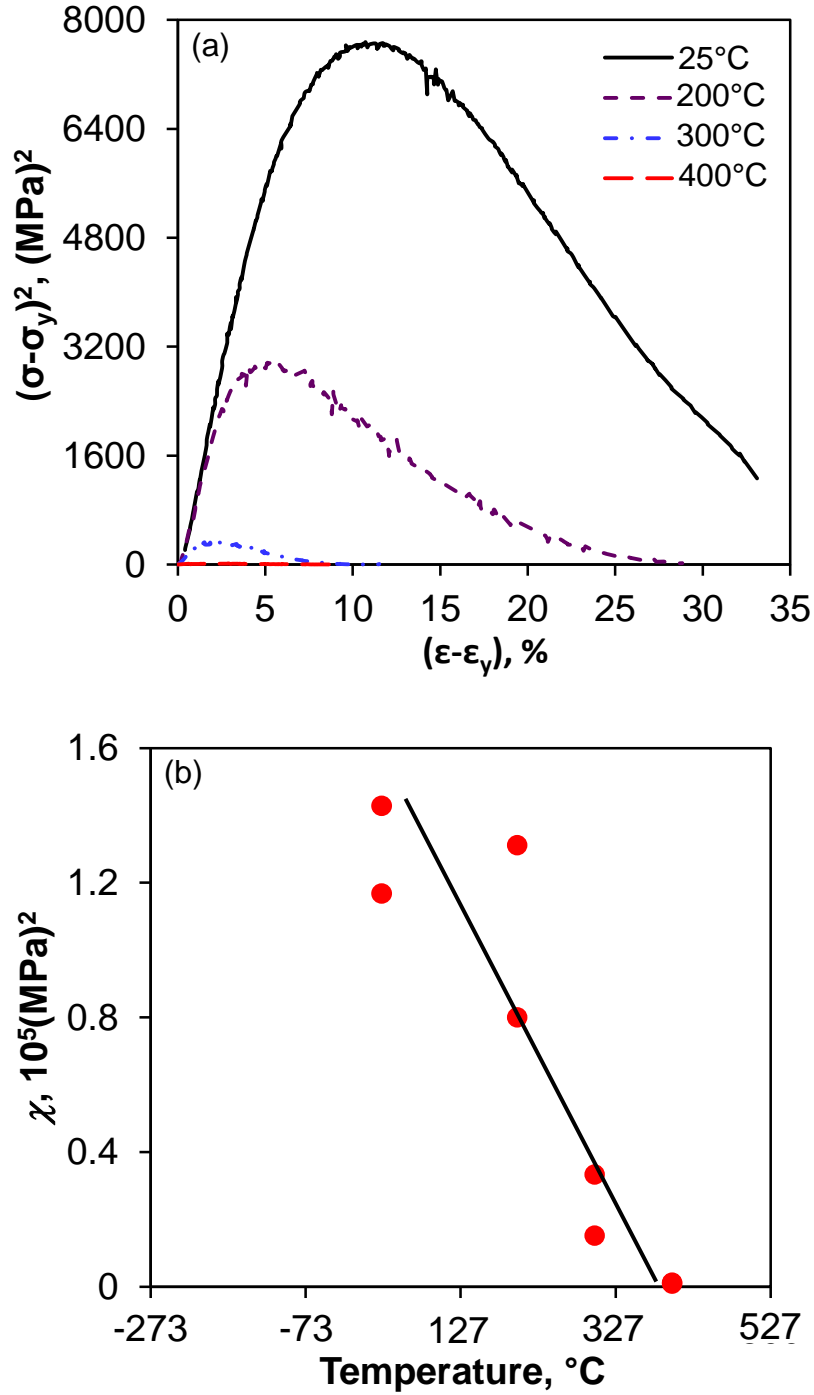 (a)
8000
6400
4800
3200
1600
0
(σ-σy)², (MPa)²
25°C
200°C
300°C
400°C
0 5 10 15 20 25 30 35
(ε-εy), %
(b)
1.6
1.2
0.8
0.4
0
χ, 10⁵(MPa)²
-273 -73 127 327 527
Temperature, °C